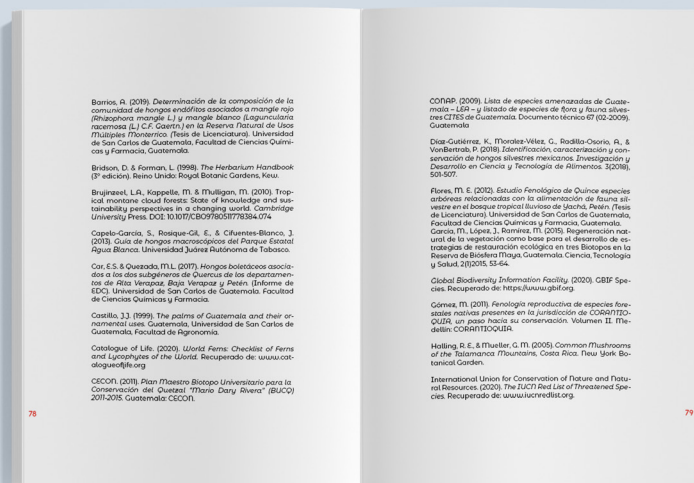 Barrios, A. (2019). Determinación de la composición de la
comunidad de hongos endófitos asociados a mangle rojo
(Rhizophora mangle L.) y mangle blanco (Laguncularia
racemosa (L.) C.F. Gaertn.) en la Reserva Natural de Usos
Múltiples Monterrico. (Tesis de Licenciatura). Universidad
de San Carlos de Guatemala, Facultad de Ciencias Quími-
cas y Farmacia, Guatemala.
Bridson, D. & Forman, L. (1998). The Herbarium Handbook
(3° edición). Reino Unido: Royal Botanic Gardens, Kew.
Brujinzeel, L.A., Kappelle, M. & Mulligan, M. (2010). Trop-
ical montane cloud forests: State of knowledge and sus-
tainability perspectives in a changing world. Cambridge
University Press. DOI: 10.1017/CBO9780511778384.074
Capelo-García, S., Rosique-Gil, E., & Cifuentes-Blanco, J.
(2013). Guía de hongos macroscópicos del Parque Estatal
Agua Blanca. Universidad Juárez Autónoma de Tabasco.
Car, E.S. & Quezada, M.L. (2017). Hongos boletáceos asocia-
dos a los dos subgéneros de Quercus de los departamen-
tos de Alta Verapaz, Baja Verapaz y Petén. (Informe de
EDC). Universidad de San Carlos de Guatemala. Facultad
de Ciencias Químicas y Farmacia.
Castillo, J.J. (1999). The palms of Guatemala and their or-
namental uses. Guatemala, Universidad de San Carlos de
Guatemala, Facultad de Agronomía.
Catalogue of Life. (2020). World Ferns: Checklist of Ferns
and Lycophytes of the World. Recuperado de: www.cat-
alogueoflife.org
CECON. (2011). Plan Maestro Biotopo Universitario para la
Conservación del Quetzal "Mario Dary Rivera" (BUCQ)
2011-2015. Guatemala: CECON.
78
CONAP. (2009). Lista de especies amenazadas de Guate-
mala – LEA – y listado de especies de flora y fauna silves-
tres CITES de Guatemala. Documento técnico 67 (02-2009).
Guatemala
Díaz-Gutiérrez, K., Moralez-Vélez, G., Radilla-Osorio, A., &
VonBertrab, P. (2018). Identificación, caracterización y con-
servación de hongos silvestres mexicanos. Investigación y
Desarrollo en Ciencia y Tecnología de Alimentos. 3(2018),
501-507.
Flores, M. E. (2012). Estudio Fenológico de Quince especies
arbóreas relacionadas con la alimentación de fauna sil-
vestre en el bosque tropical lluvioso de Yachá, Petén. (Tesis
de Licenciatura). Universidad de San Carlos de Guatemala,
Facultad de Ciencias Químicas y Farmacia, Guatemala.
García, M., López, J., Ramírez, M. (2015). Regeneración nat-
ural de la vegetación como base para el desarrollo de es-
trategias de restauración ecológica en tres Biotopos en la
Reserva de Biósfera Maya, Guatemala. Ciencia, Tecnología
y Salud, 2(1)2015, 53-64.
Global Biodiversity Information Facility. (2020). GBIF Spe-
cies. Recuperado de: https://www.gbif.org.
Gómez, M. (2011). Fenología reproductiva de especies fore-
stales nativas presentes en la jurisdicción de CORANTIO-
QUIA, un paso hacia su conservación. Volumen II. Me-
dellín: CORANTIOQUIA.
Halling, R. E., & Mueller, G. M. (2005). Common Mushrooms
of the Talamanca Mountains, Costa Rica. New York Bo-
tanical Garden.
International Union for Conservation of Nature and Natu-
ral Resources. (2020). The IUCN Red List of Threatened Spe-
cies. Recuperado de: www.iucnredlist.org.
79